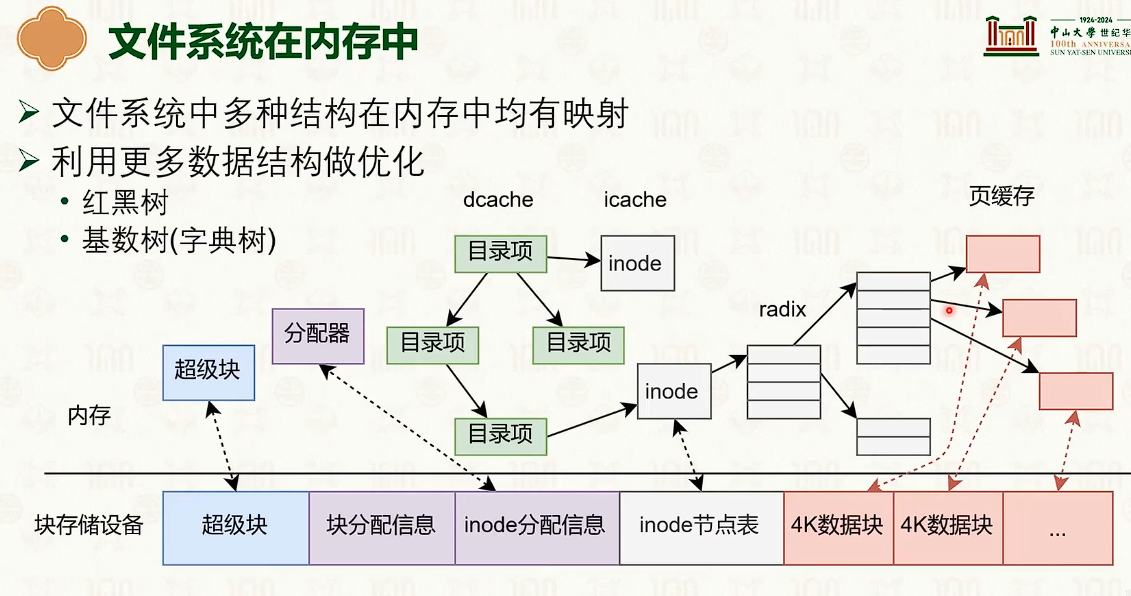 文件系统在内存中
1924-2024
中山大學 世纪华
100th ANNIVERSA
SUN YAT-SEN UNIVERSIT
文件系统中多种结构在内存中均有映射
利用更多数据结构做优化
• 红黑树
• 基数树(字典树)
dcache
icache
页缓存
目录项
inode
radix
分配器
目录项
目录项
超级块
inode
内存
目录项
块存储设备
超级块
块分配信息
inode分配信息
inode节点表
4K数据块
4K数据块
...